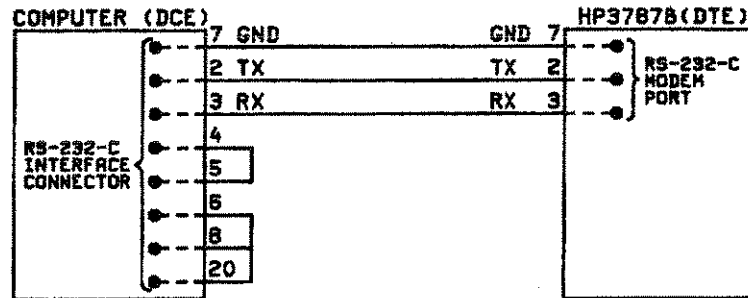 COMPUTER (DCE)
HP37878(DTE)
7 GND
GND 7
2 TX
TX 2
3 RX
RX 3
RS-232-C
MODEM
PORT
4
RS-232-C
INTERFACE
CONNECTOR
5
6
8
20